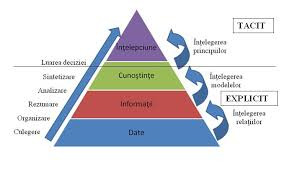 TACIT
Înțelepciune
Înțelegerea
principiilor
Luarea deciziei
Sintetizare
Cunoștințe
Înțelegerea
modelelor
Analizare
Rezumare
Informații
EXPLICIT
Organizare
Înțelegerea
relațiilor
Culegere
Date